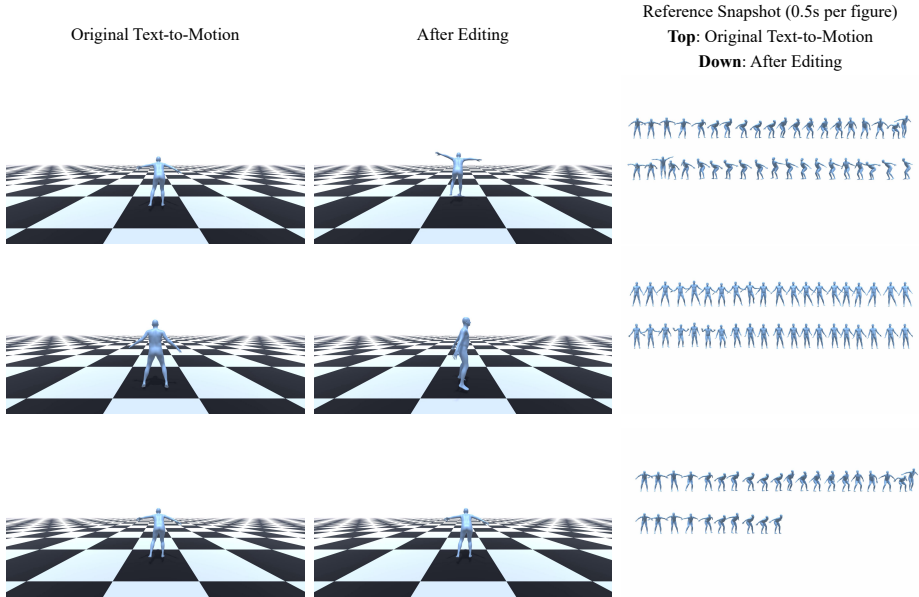 Original Text-to-Motion
After Editing
Reference Snapshot (0.5s per figure)
Top: Original Text-to-Motion
Down: After Editing